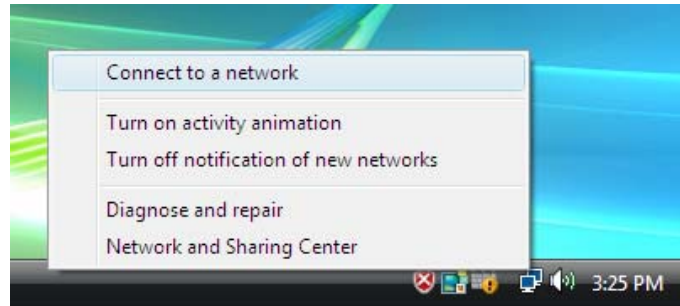 Connect to a network
Turn on activity animation
Turn off notification of new networks
Diagnose and repair
Network and Sharing Center
3:25 PM